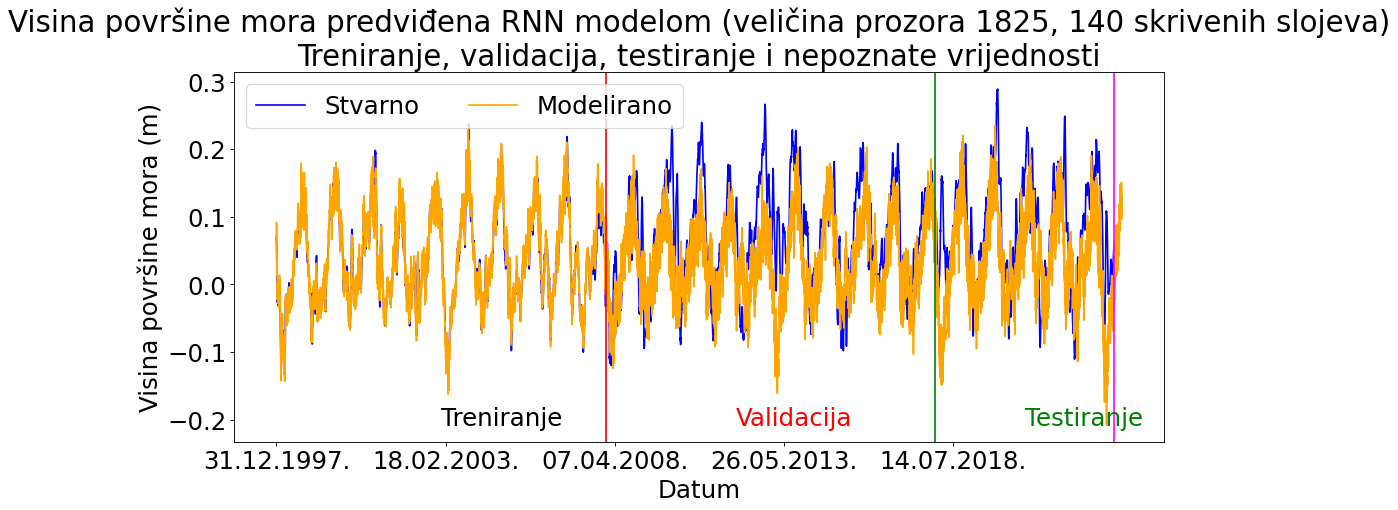 Visina površine mora predviđena RNN modelom (veličina prozora 1825, 140 skrivenih slojeva)
Treniranje, validacija, testiranje i nepoznate vrijednosti
Stvarno Modelirano
Visina površine mora (m)
0.3
0.2
0.1
0.0
−0.1
−0.2
Treniranje Validacija Testiranje
31.12.1997. 18.02.2003. 07.04.2008. 26.05.2013. 14.07.2018.
Datum